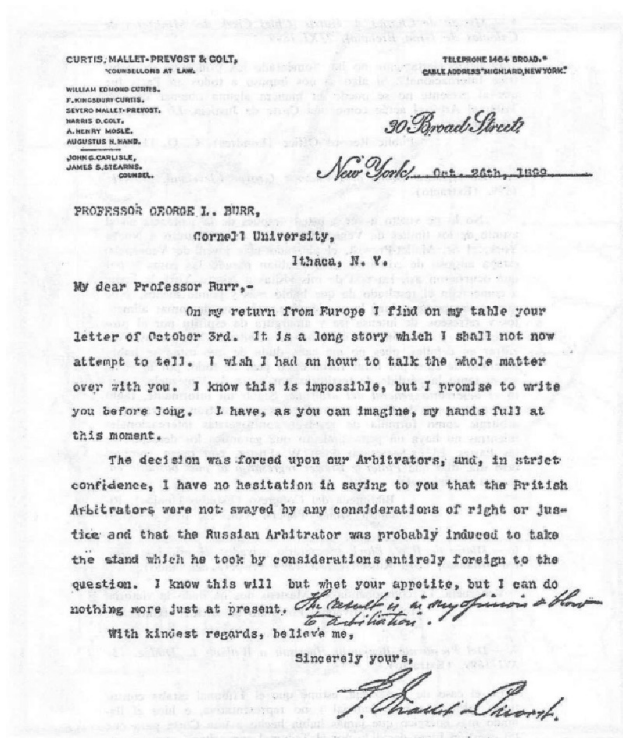 CURTIS, MALLET-PREVOST & COLT,
COUNSELLORS AT LAW.
WILLIAM EDMOND CURTIS.
F. KINGSBURY CURTIS.
SEVERO MALLET-PREVOST.
HARRIS D. COLT.
A. HENRY MOSLE.
AUGUSTUS N. HAND.
JOHN G. CARLISLE,
JAMES S. STEARNS.
COUNSEL.
TELEPHONE 1464 BROAD.
CABLE ADDRESS "MIGNIARD, NEW YORK."
30 Broad Street
New York, Oct. 26th, 1899
PROFESSOR GEORGE L. BURR,
Cornell University,
Ithaca, N. Y.
My dear Professor Burr,-
On my return from Europe I find on my table your
letter of October 3rd. It is a long story which I shall not now
attempt to tell. I wish I had an hour to talk the whole matter
over with you. I know this is impossible, but I promise to write
you before long. I have, as you can imagine, my hands full at
this moment.
The decision was forced upon our Arbitrators, and, in strict
confidence, I have no hesitation in saying to you that the British
Arbitrators were not swayed by any considerations of right or jus-
tice and that the Russian Arbitrator was probably induced to take
the stand which he took by considerations entirely foreign to the
question. I know this will but whet your appetite, but I can do
nothing more just at present. The result is, in my opinion a blow
to arbitration.
With kindest regards, believe me,
Sincerely yours,
S. Mallet-Prevost.